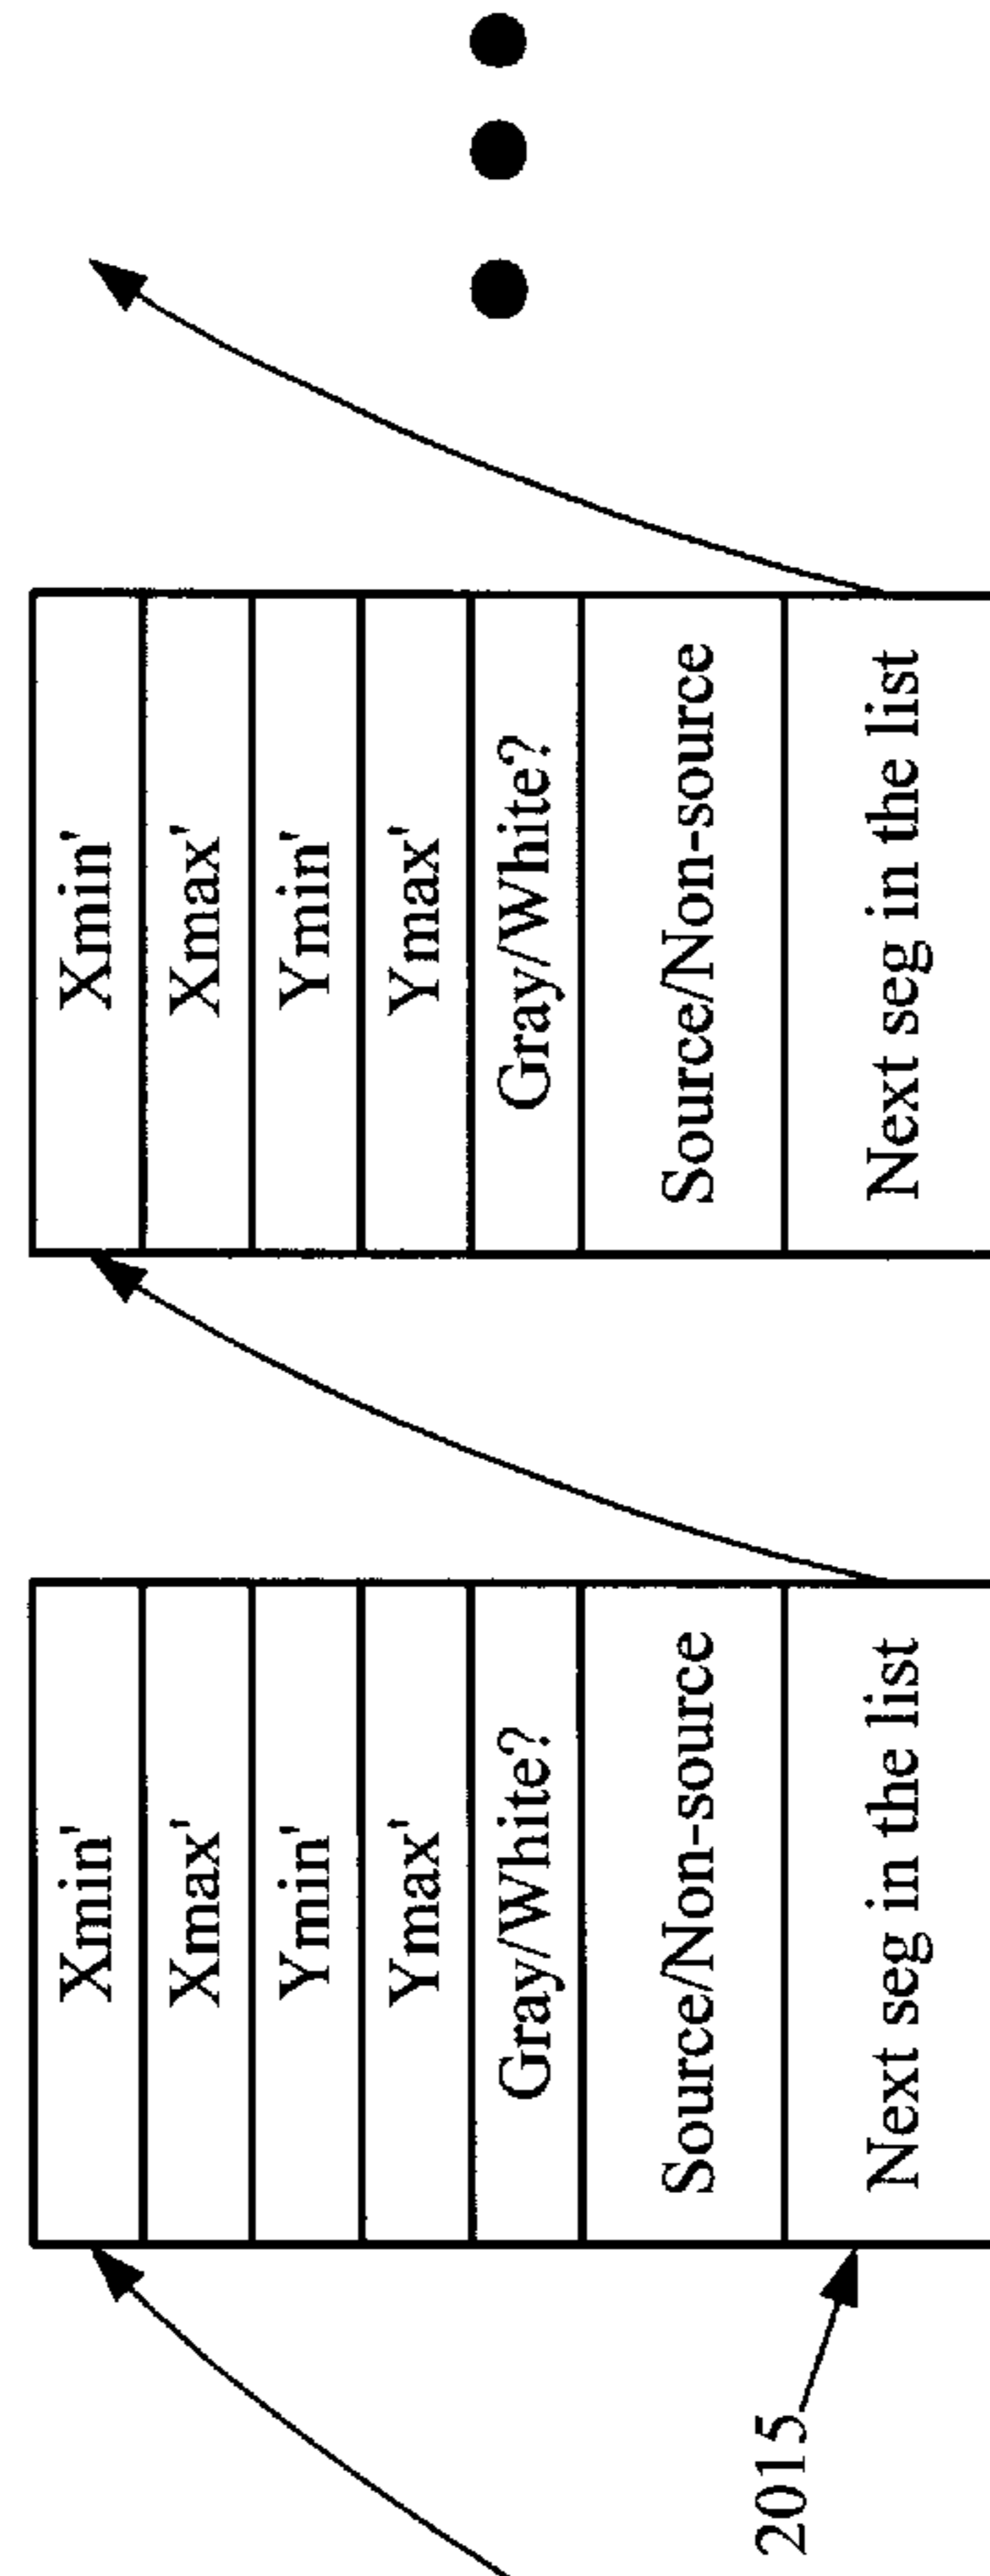 Xmin'
Xmax'
Ymin'
Ymax'
Gray/White?
Source/Non-source
Next seg in the list
2015
Xmin'
Xmax'
Ymin'
Ymax'
Gray/White?
Source/Non-source
Next seg in the list